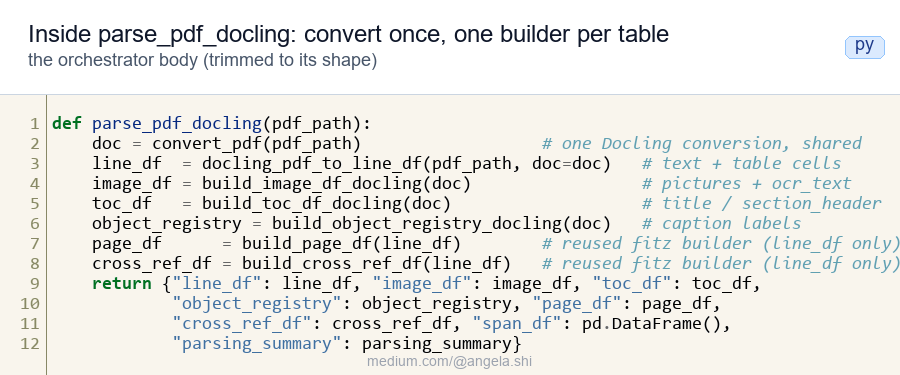 Inside parse_pdf_docling: convert once, one builder per table
the orchestrator body (trimmed to its shape)
py
1 def parse_pdf_docling(pdf_path):
2     doc = convert_pdf(pdf_path)                  # one Docling conversion, shared
3     line_df  = docling_pdf_to_line_df(pdf_path, doc=doc)   # text + table cells
4     image_df = build_image_df_docling(doc)                 # pictures + ocr_text
5     toc_df   = build_toc_df_docling(doc)                   # title / section_header
6     object_registry = build_object_registry_docling(doc)   # caption labels
7     page_df      = build_page_df(line_df)        # reused fitz builder (line_df only)
8     cross_ref_df = build_cross_ref_df(line_df)   # reused fitz builder (line_df only)
9     return {"line_df": line_df, "image_df": image_df, "toc_df": toc_df,
10             "object_registry": object_registry, "page_df": page_df,
11             "cross_ref_df": cross_ref_df, "span_df": pd.DataFrame(),
12             "parsing_summary": parsing_summary}
medium.com/@angela.shi